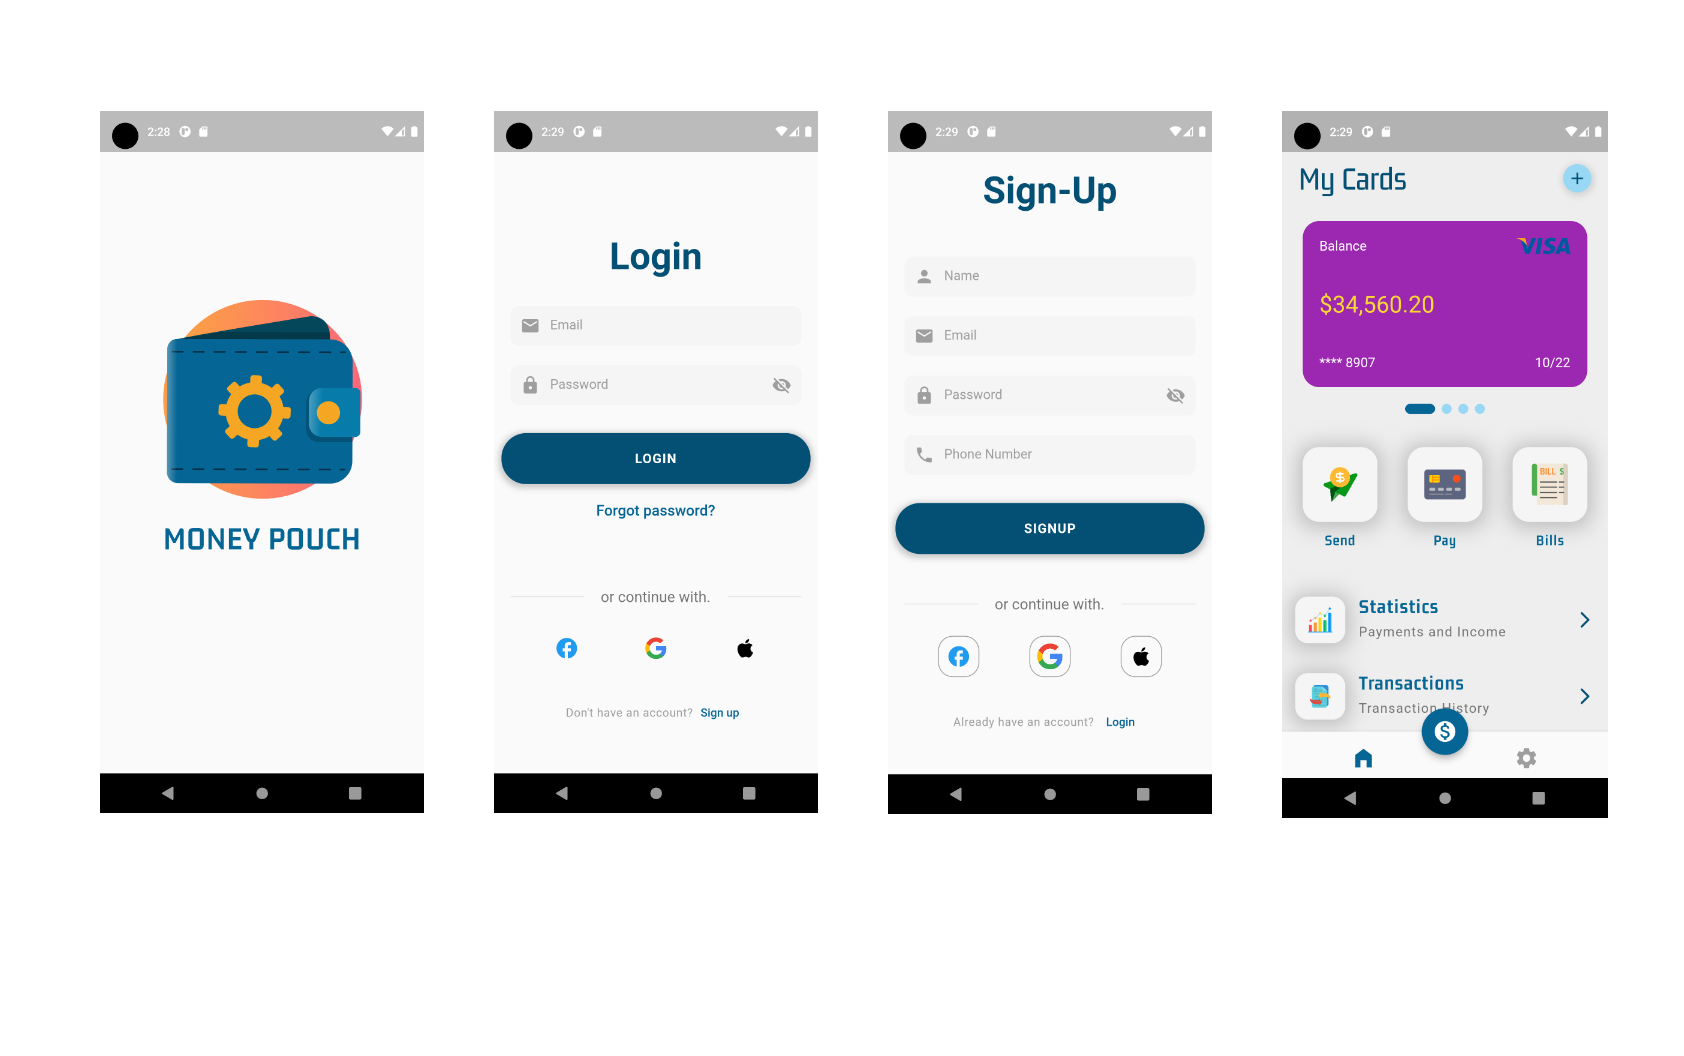 2:28
MONEY POUCH
2:29
Login
Email
Password
LOGIN
Forgot password?
or continue with.
Don't have an account? Sign up
2:29
Sign-Up
Name
Email
Password
Phone Number
SIGNUP
or continue with.
Already have an account? Login
2:29
My Cards
Balance VISA
$34,560.20
**** 8907 10/22
BILL $
Send Pay Bills
Statistics
Payments and Income
Transactions
Transaction History